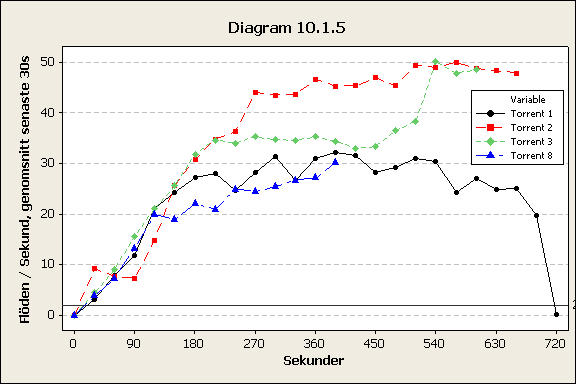 Diagram 10.1.5
Flöden / Sekund, genomsnitt senaste 30s
50
40
30
20
10
0
Variable
Torrent 1
Torrent 2
Torrent 3
Torrent 8
2
0 90 180 270 360 450 540 630 720
Sekunder